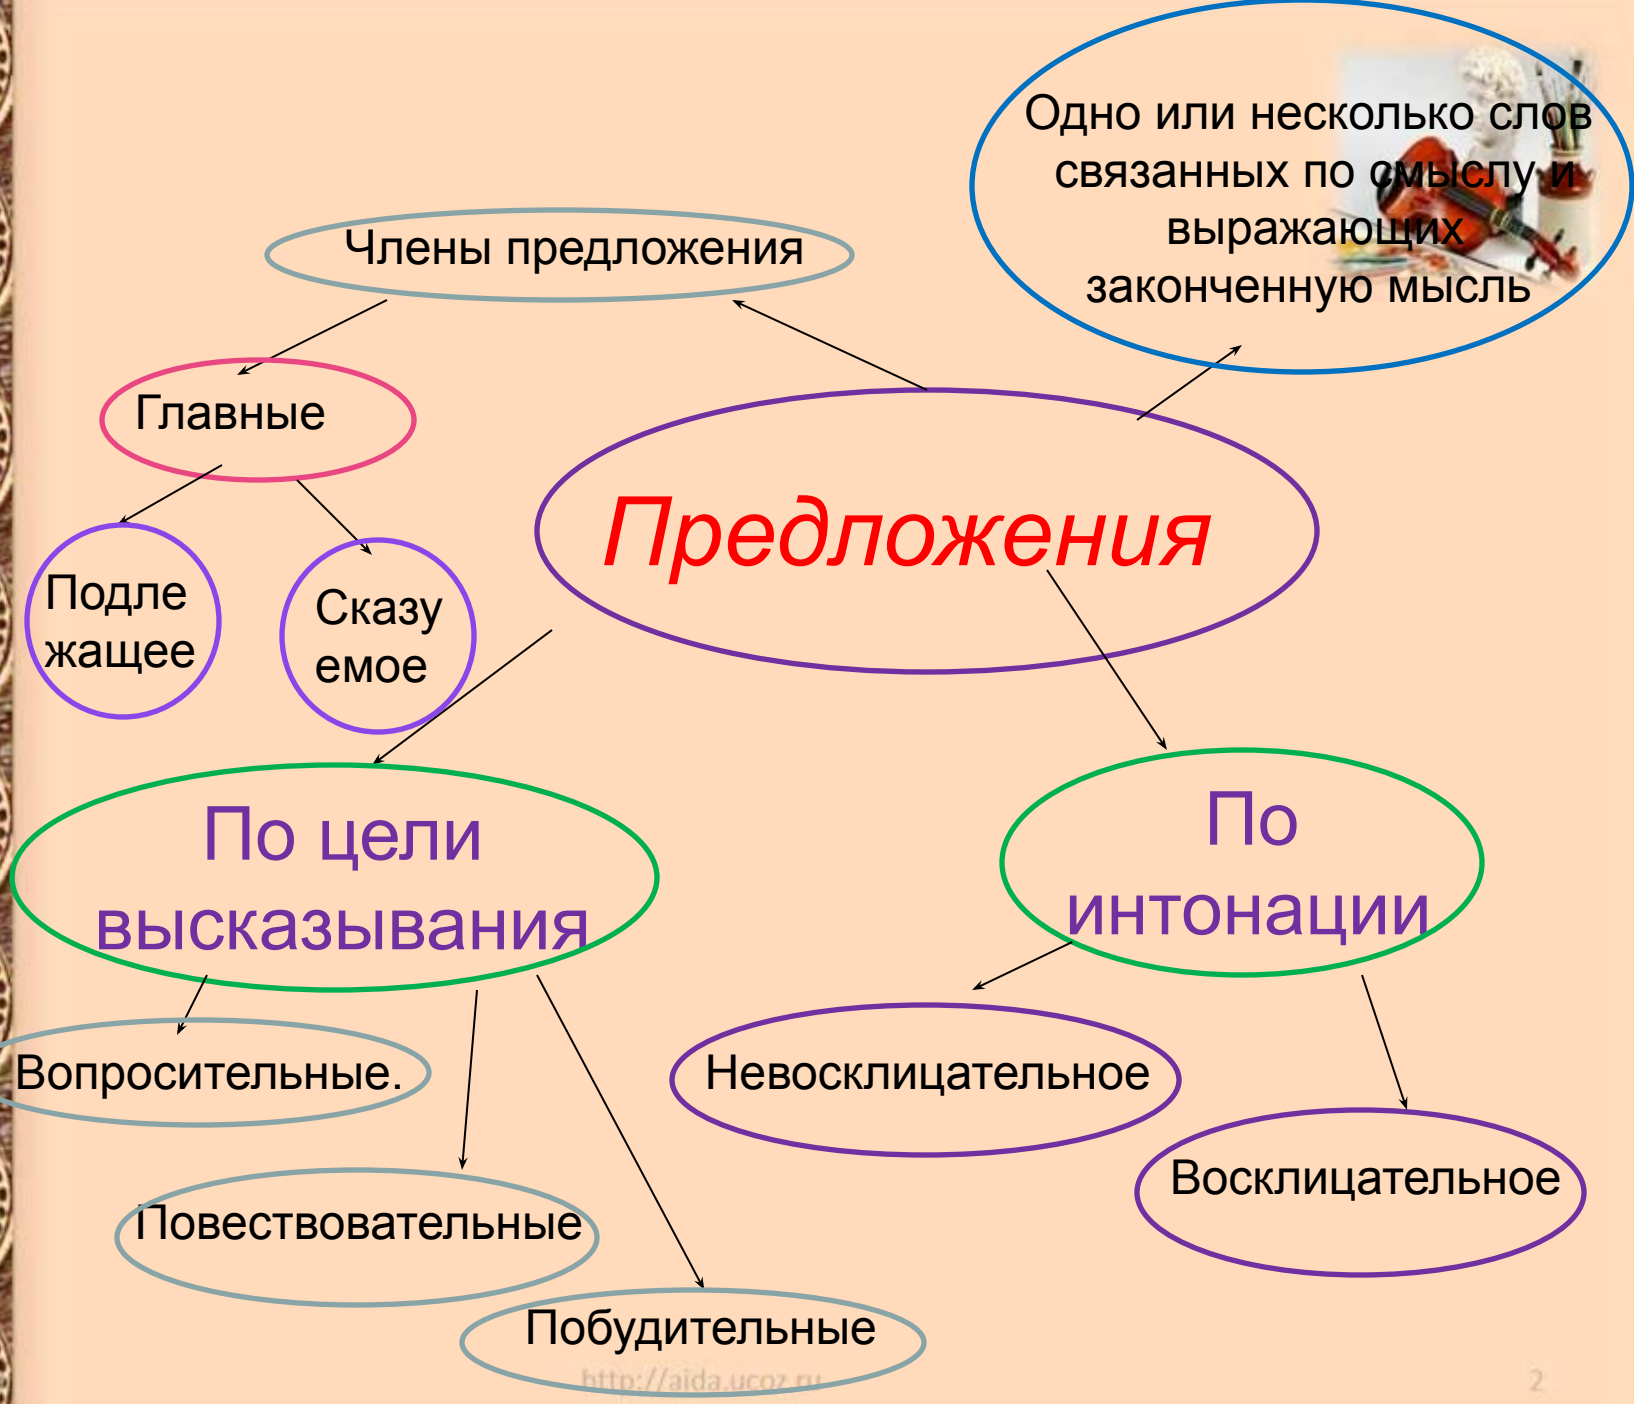 Одно или несколько слов
связанных по смыслу и
выражающих
законченную мысль
Члены предложения
Главные
Предложения
Подле
жащее
Сказу
емое
По цели
высказывания
По
интонации
Вопросительные.
Невосклицательное
Восклицательное
Повествовательные
Побудительные
http://aida.ucoz.ru
2